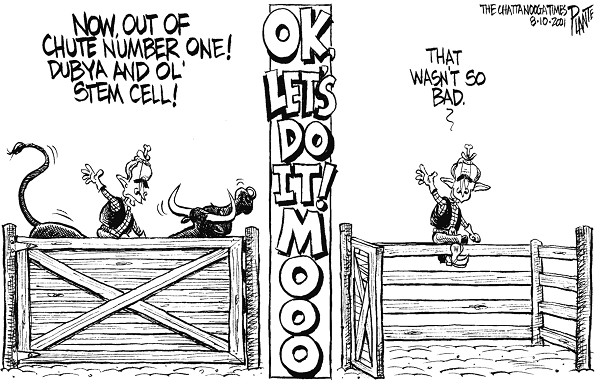 NOW, OUT OF
CHUTE NUMBER ONE!
DUBYA AND OL'
STEM CELL!
OK,
LET'S
DO
IT!
M
O
O
O
THE CHATTANOOGA TIMES
8-10-2001
PLANTE
THAT
WASN'T SO
BAD.